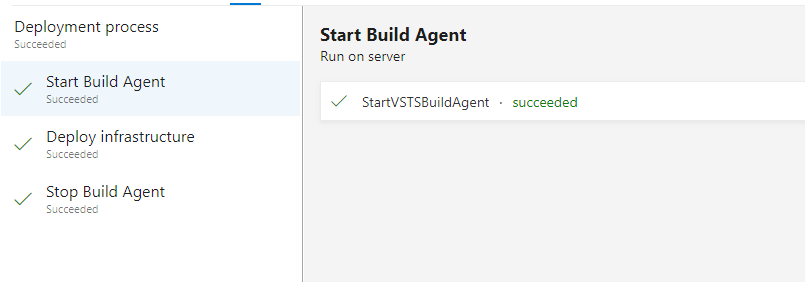 Deployment process
Succeeded
Start Build Agent
Succeeded
Deploy infrastructure
Succeeded
Stop Build Agent
Succeeded
Start Build Agent
Run on server
StartVSTSBuildAgent · succeeded